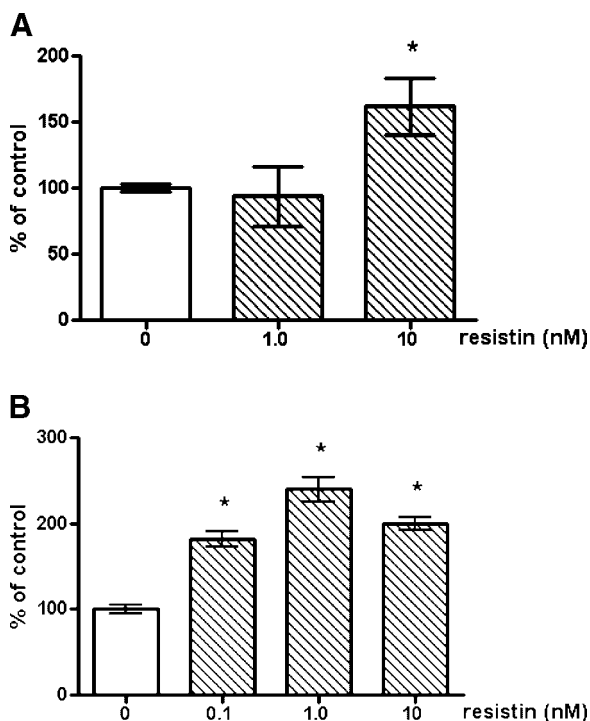 A
% of control
200
150
100
50
0
*
0 1.0 10 resistin (nM)
B
% of control
300
200
100
0
* * *
0 0.1 1.0 10 resistin (nM)